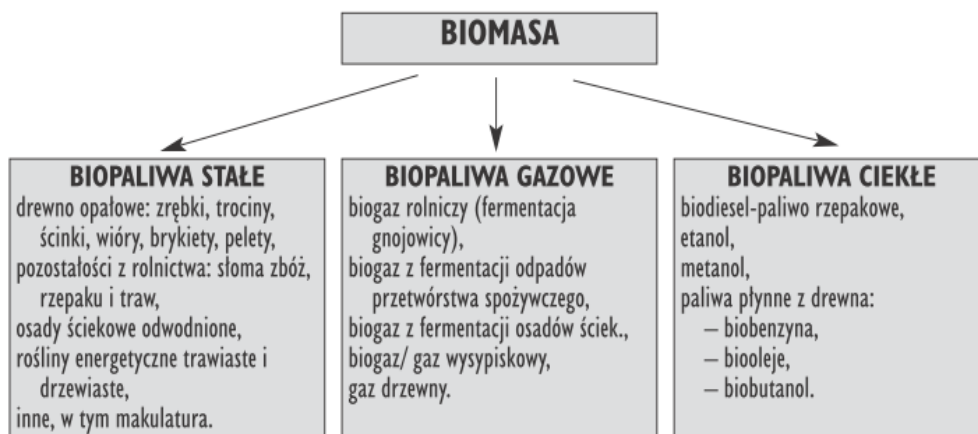 BIOMASA
BIOPALIWA STAŁE
drewno opałowe: zrębki, trociny,
ścinki, wióry, brykiety, pelety,
pozostałości z rolnictwa: słoma zbóż,
rzepaku i traw,
osady ściekowe odwodnione,
rośliny energetyczne trawiaste i
drzewiaste,
inne, w tym makulatura.
BIOPALIWA GAZOWE
biogaz rolniczy (fermentacja
gnojowicy),
biogaz z fermentacji odpadów
przetwórstwa spożywczego,
biogaz z fermentacji osadów ściek.,
biogaz/ gaz wysypiskowy,
gaz drzewny.
BIOPALIWA CIEKŁE
biodiesel-paliwo rzepakowe,
etanol,
metanol,
paliwa płynne z drewna:
– biobenzyna,
– biooleje,
– biobutanol.